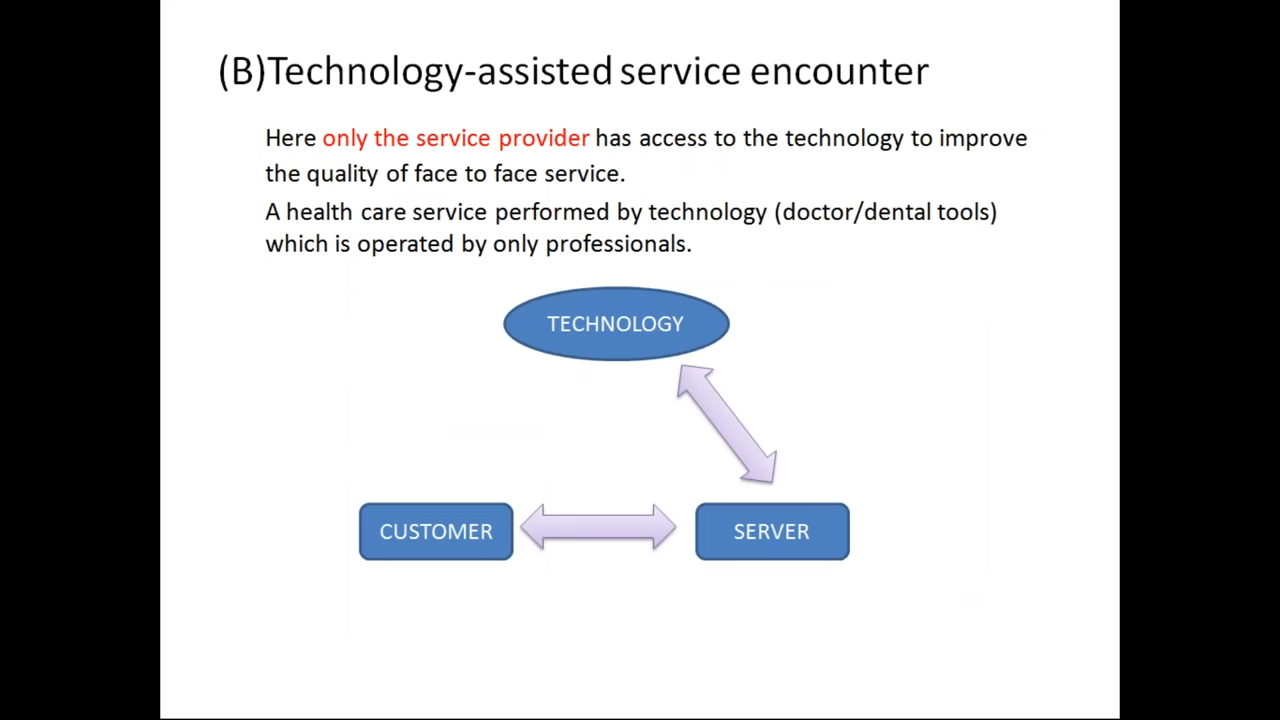 (B)Technology-assisted service encounter
Here only the service provider has access to the technology to improve
the quality of face to face service.
A health care service performed by technology (doctor/dental tools)
which is operated by only professionals.
TECHNOLOGY
CUSTOMER
SERVER